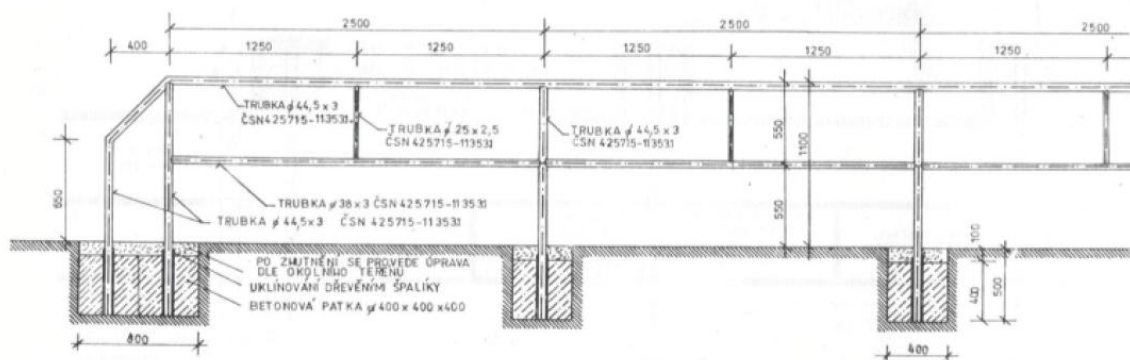 2500
2500
2500
400
1250
1250
1250
1250
TRUBKA ø 44,5 x 3
ČSN 425715-11353.1
TRUBKA ø 25 x 2,5
ČSN 425715-11353.1
TRUBKA ø 44,5 x 3
ČSN 425715-11353.1
550
1100
650
TRUBKA ø 38 x 3 ČSN 425715-11353.1
TRUBKA ø 44,5 x 3 ČSN 425715-11353.1
550
PO ZHUTNĚNÍ SE PROVEDE ÚPRAVA
DLE OKOLNÍHO TERÉNU
UKLÍNOVÁNÍ DŘEVĚNÝMI ŠPALÍKY
BETONOVÁ PATKA ø 400 x 400 x 400
100
400
500
800
400